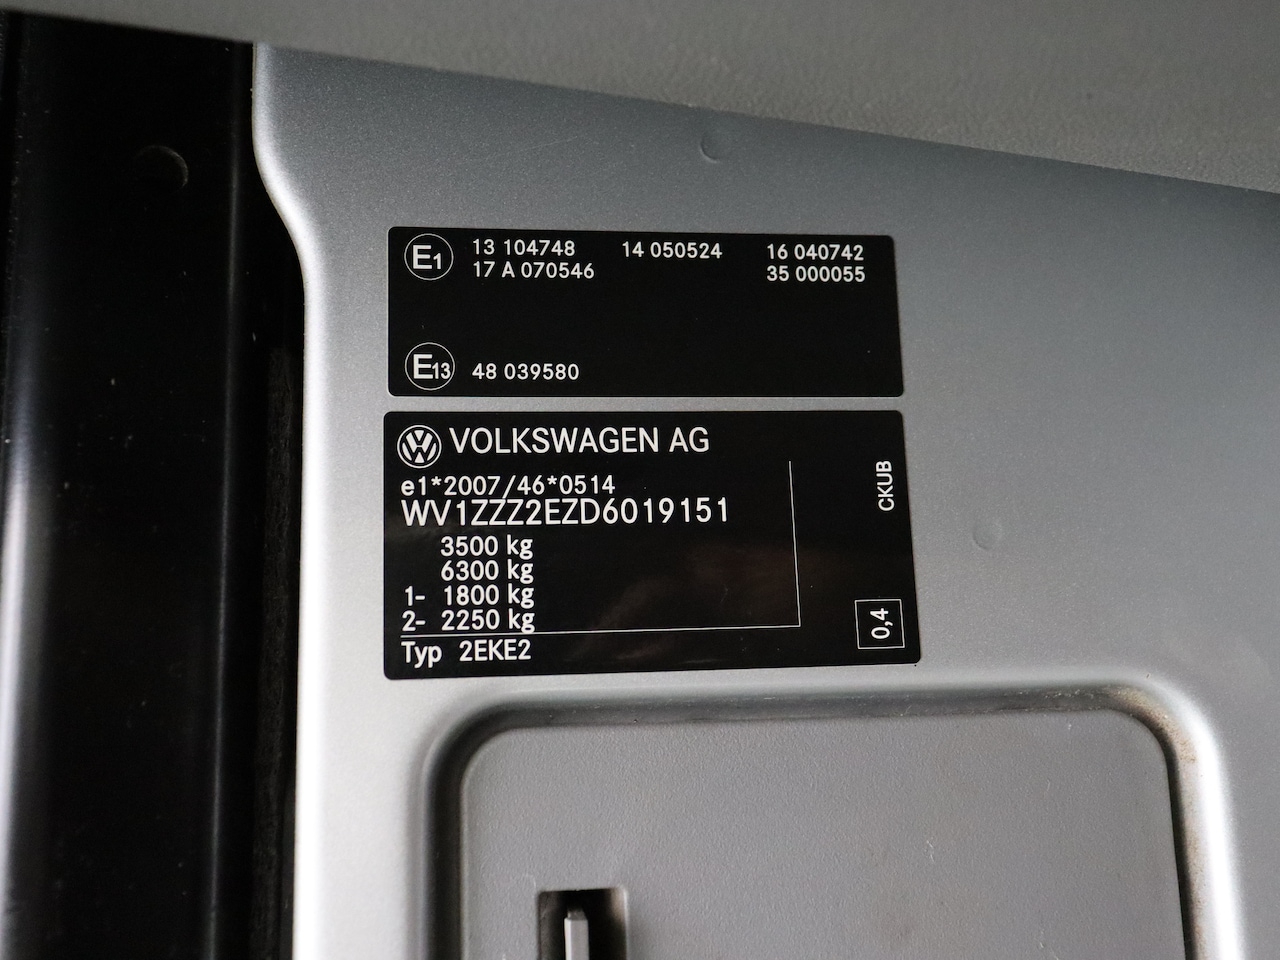 E1 13 104748 14 050524 16 040742
17 A 070546 35 000055
E13 48 039580
VOLKSWAGEN AG
e1*2007/46*0514
WV1ZZZ2EZD6019151
3500 kg
6300 kg
1- 1800 kg
2- 2250 kg
Typ 2EKE2
CKUB
0,4